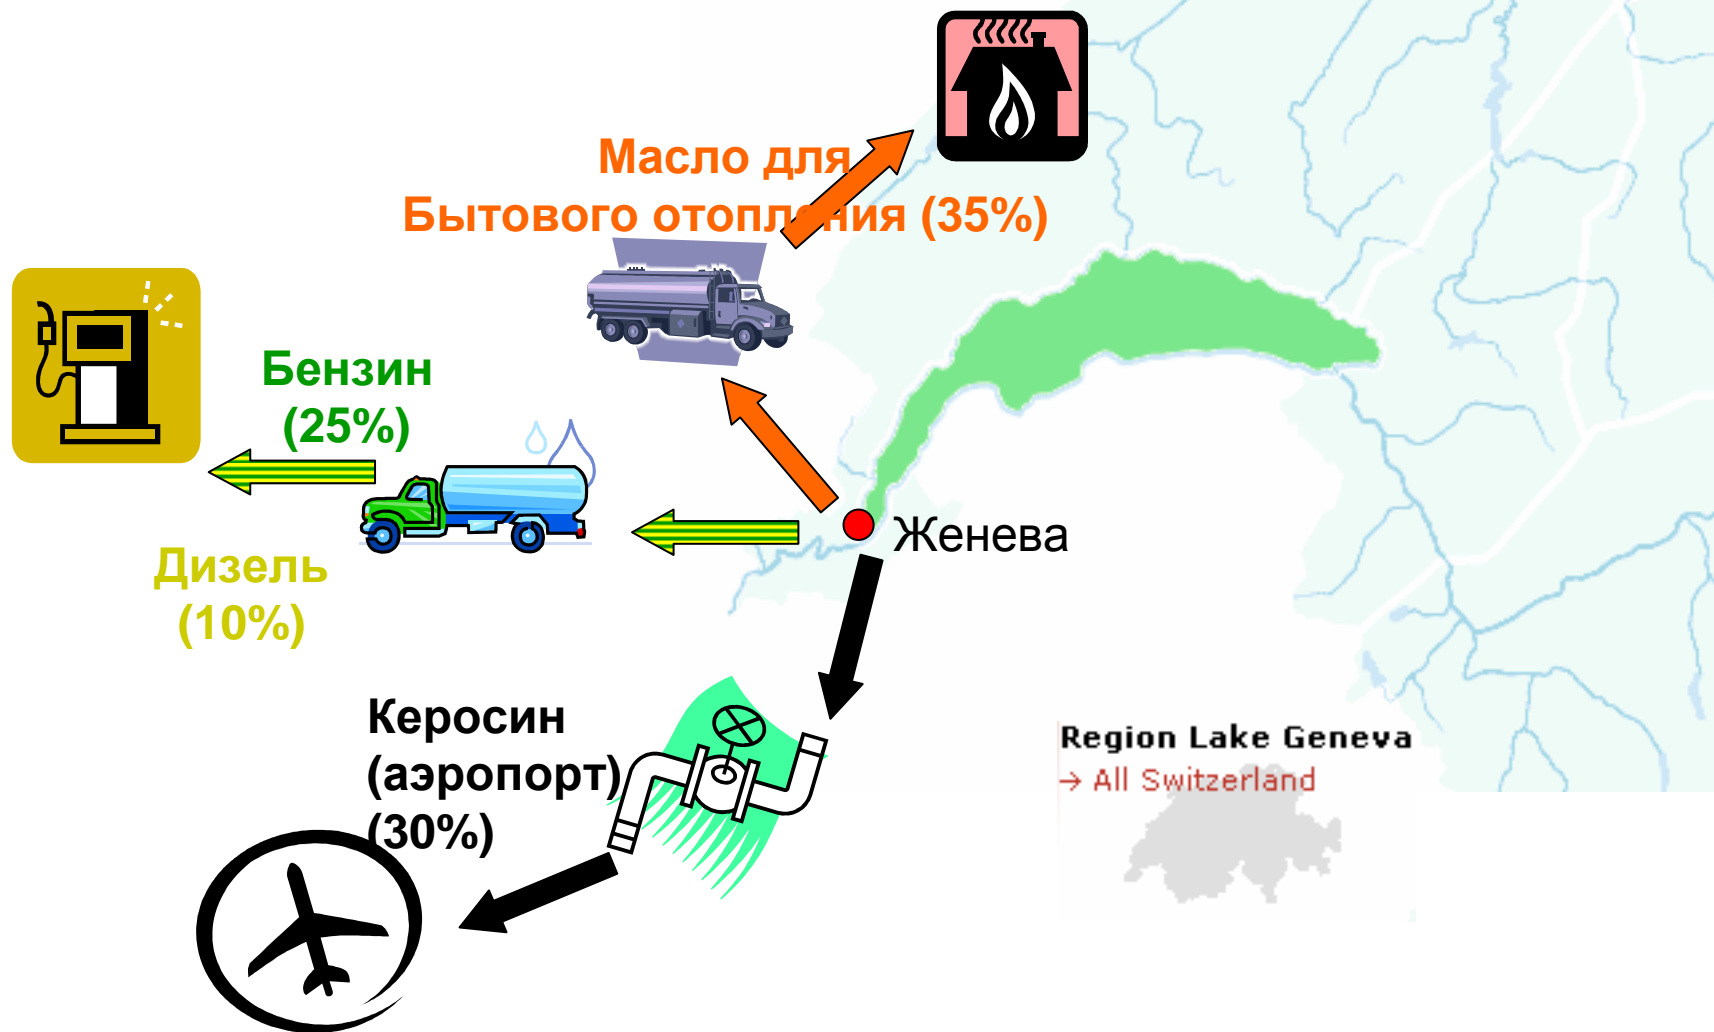 Масло для
Бытового отопления (35%)
Бензин
(25%)
Женева
Дизель
(10%)
Керосин
(аэропорт)
(30%)
Region Lake Geneva
→ All Switzerland